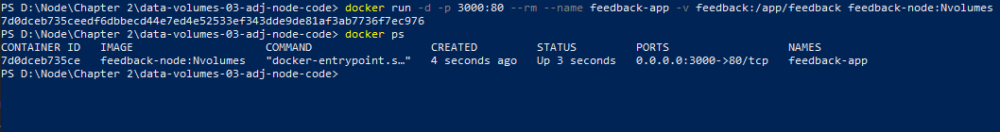 PS D:\Node\Chapter 2\data-volumes-03-adj-node-code> docker run -d -p 3000:80 --rm --name feedback-app -v feedback:/app/feedback feedback-node:Nvolumes
7d0dceb735ceedf6dbbecd44e7ed4e52533ef343dde9de81af3ab7736f7ec976
PS D:\Node\Chapter 2\data-volumes-03-adj-node-code> docker ps
CONTAINER ID   IMAGE                    COMMAND                  CREATED         STATUS         PORTS                  NAMES
7d0dceb735ce   feedback-node:Nvolumes   "docker-entrypoint.s…"   4 seconds ago   Up 3 seconds   0.0.0.0:3000->80/tcp   feedback-app
PS D:\Node\Chapter 2\data-volumes-03-adj-node-code>